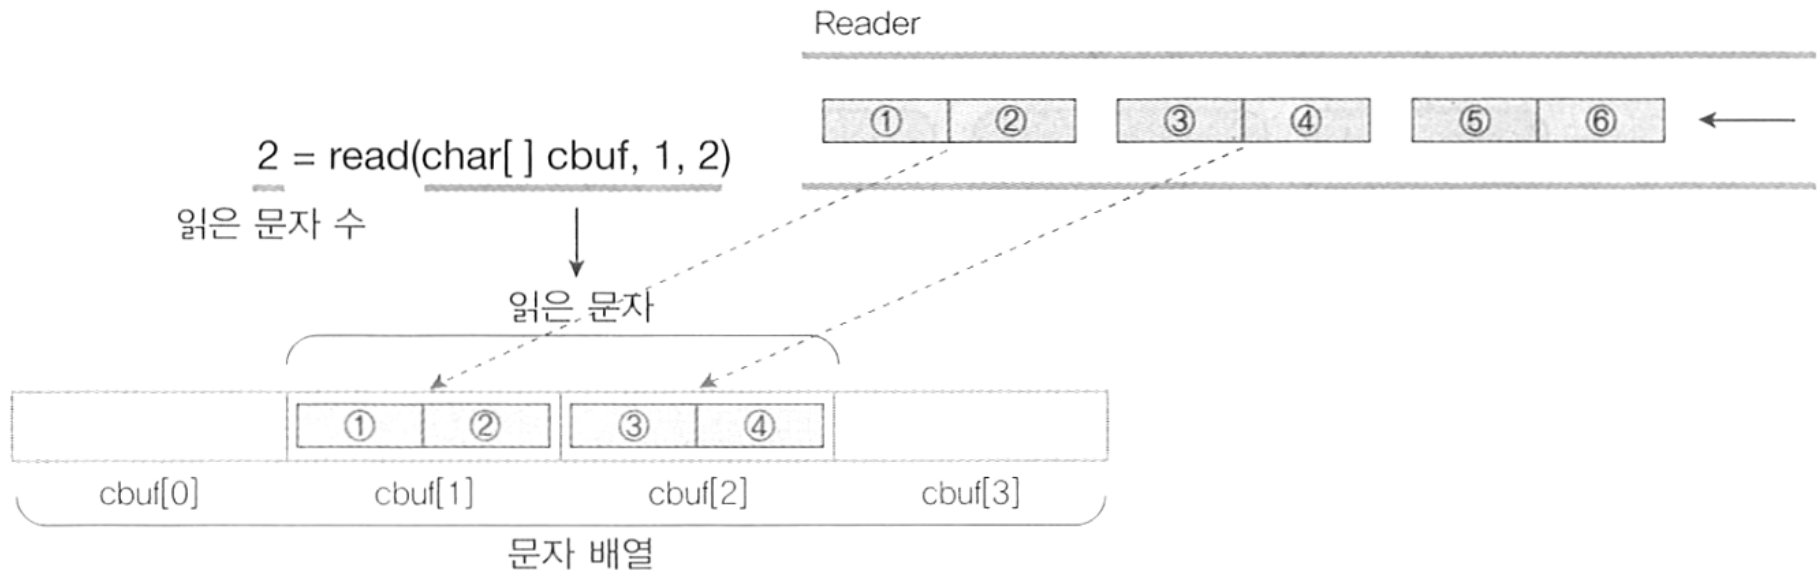 Reader
① ② ③ ④ ⑤ ⑥
2 = read(char[ ] cbuf, 1, 2)
읽은 문자 수
읽은 문자
① ② ③ ④
cbuf[0] cbuf[1] cbuf[2] cbuf[3]
문자 배열